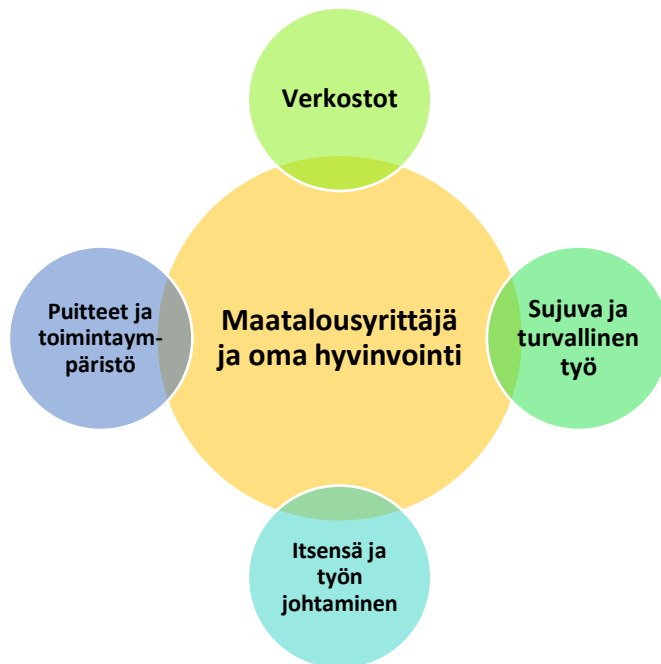 Verkostot
Puitteet ja
toimintaym-
päristö
Maatalousyrittäjä
ja oma hyvinvointi
Sujuva ja
turvallinen
työ
Itsensä ja
työn
johtaminen